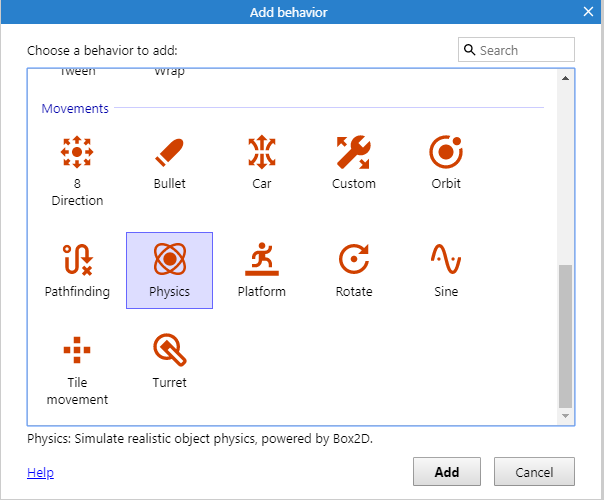 Add behavior
Choose a behavior to add:
Search
Tween Wrap
Movements
8 Direction
Bullet
Car
Custom
Orbit
Pathfinding
Physics
Platform
Rotate
Sine
Tile movement
Turret
Physics: Simulate realistic object physics, powered by Box2D.
Help
Add
Cancel